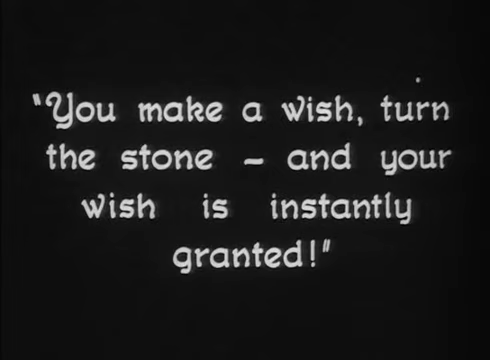 "You make a wish, turn
the stone – and your
wish is instantly
granted!"